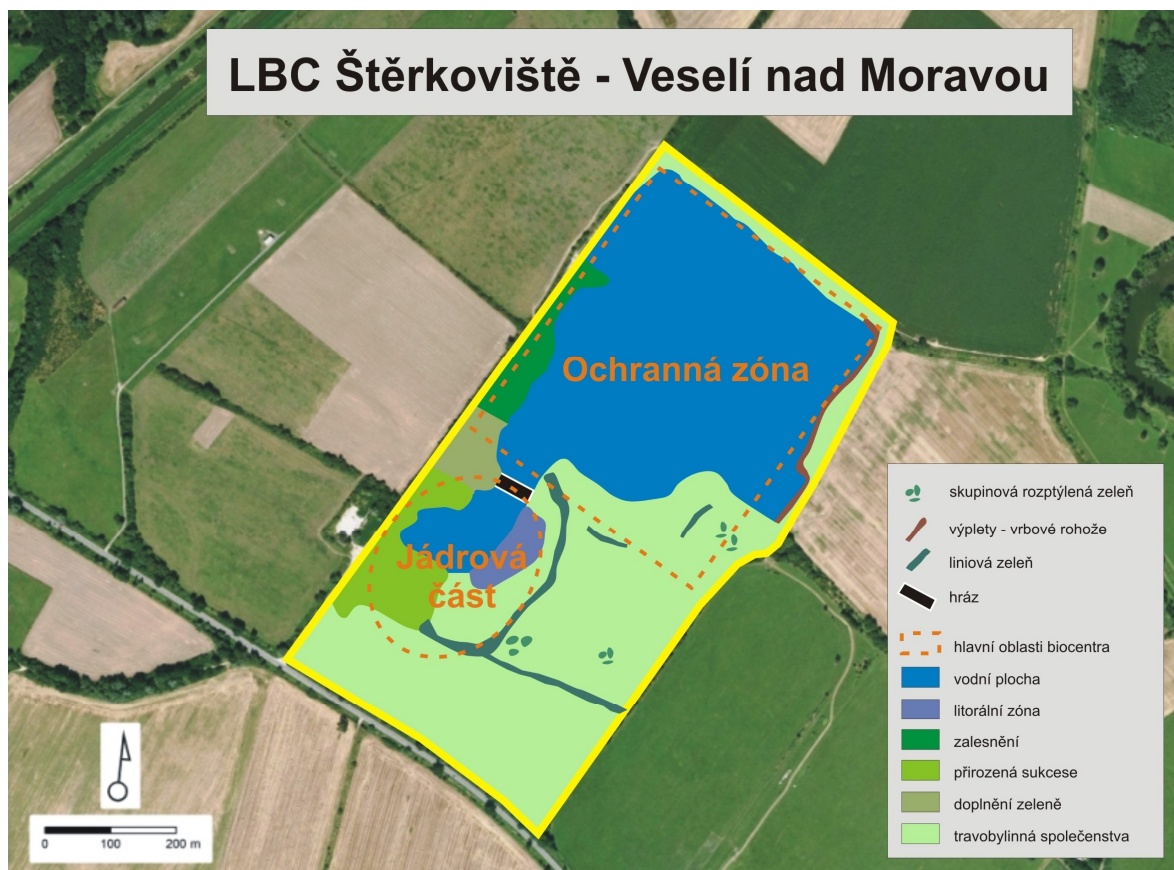 LBC Štěrkoviště - Veselí nad Moravou
Ochranná zóna
Jádrová
část
skupinová rozptýlená zeleň
výplety - vrbové rohože
liniová zeleň
hráz
hlavní oblasti biocentra
vodní plocha
litorální zóna
zalesnění
přirozená sukcese
doplnění zeleně
travobylinná společenstva
0 100 200 m